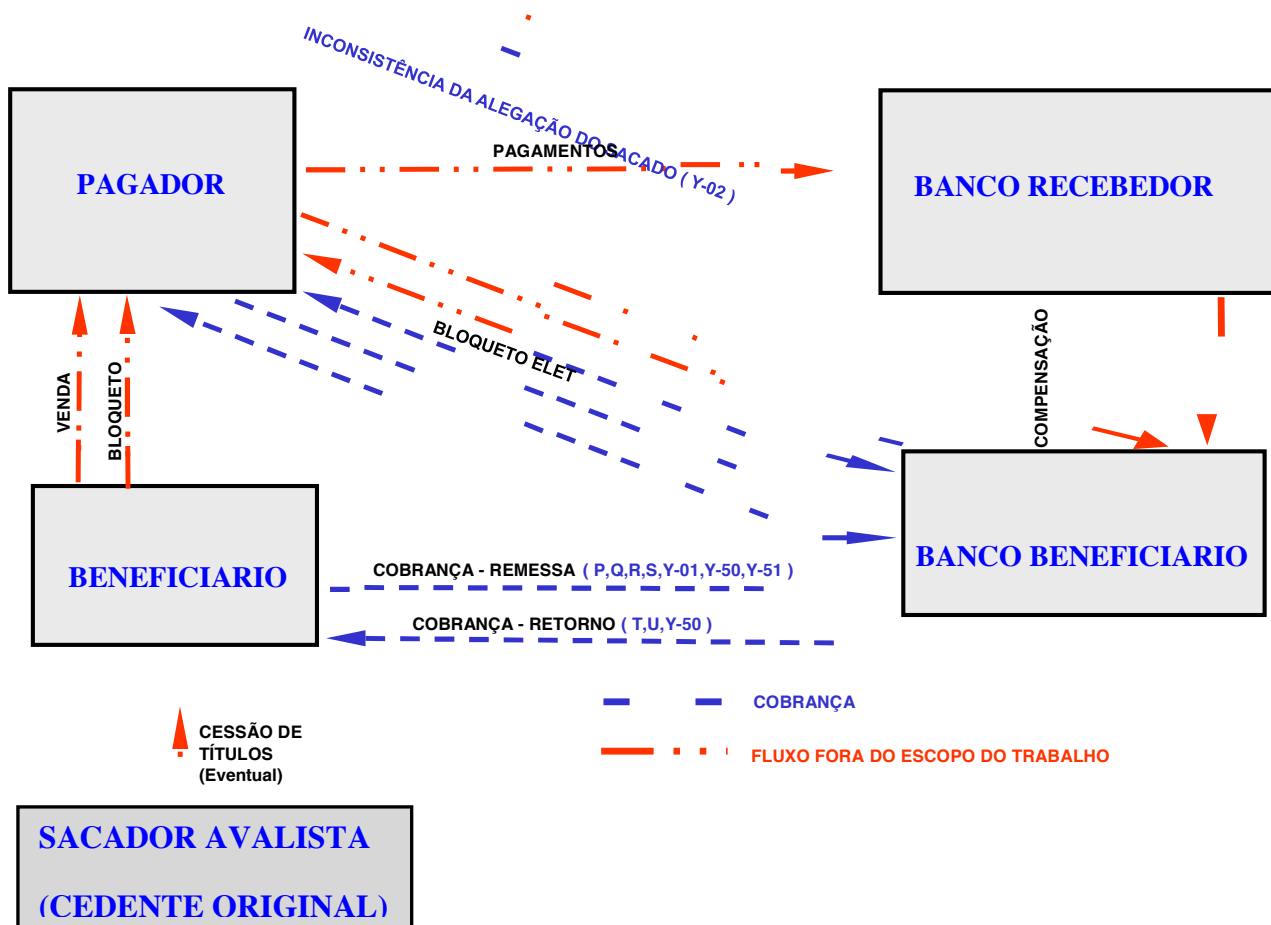 INCONSISTÊNCIA DA ALEGAÇÃO DO SACADO ( Y-02 )
PAGAMENTOS
PAGADOR
BANCO RECEBEDOR
BLOQUETO ELET
COMPENSAÇÃO
VENDA
BLOQUETO
BENEFICIARIO
BANCO BENEFICIARIO
COBRANÇA - REMESSA ( P,Q,R,S,Y-01,Y-50,Y-51 )
COBRANÇA - RETORNO ( T,U,Y-50 )
COBRANÇA
CESSÃO DE
TÍTULOS
(Eventual)
FLUXO FORA DO ESCOPO DO TRABALHO
SACADOR AVALISTA
(CEDENTE ORIGINAL)